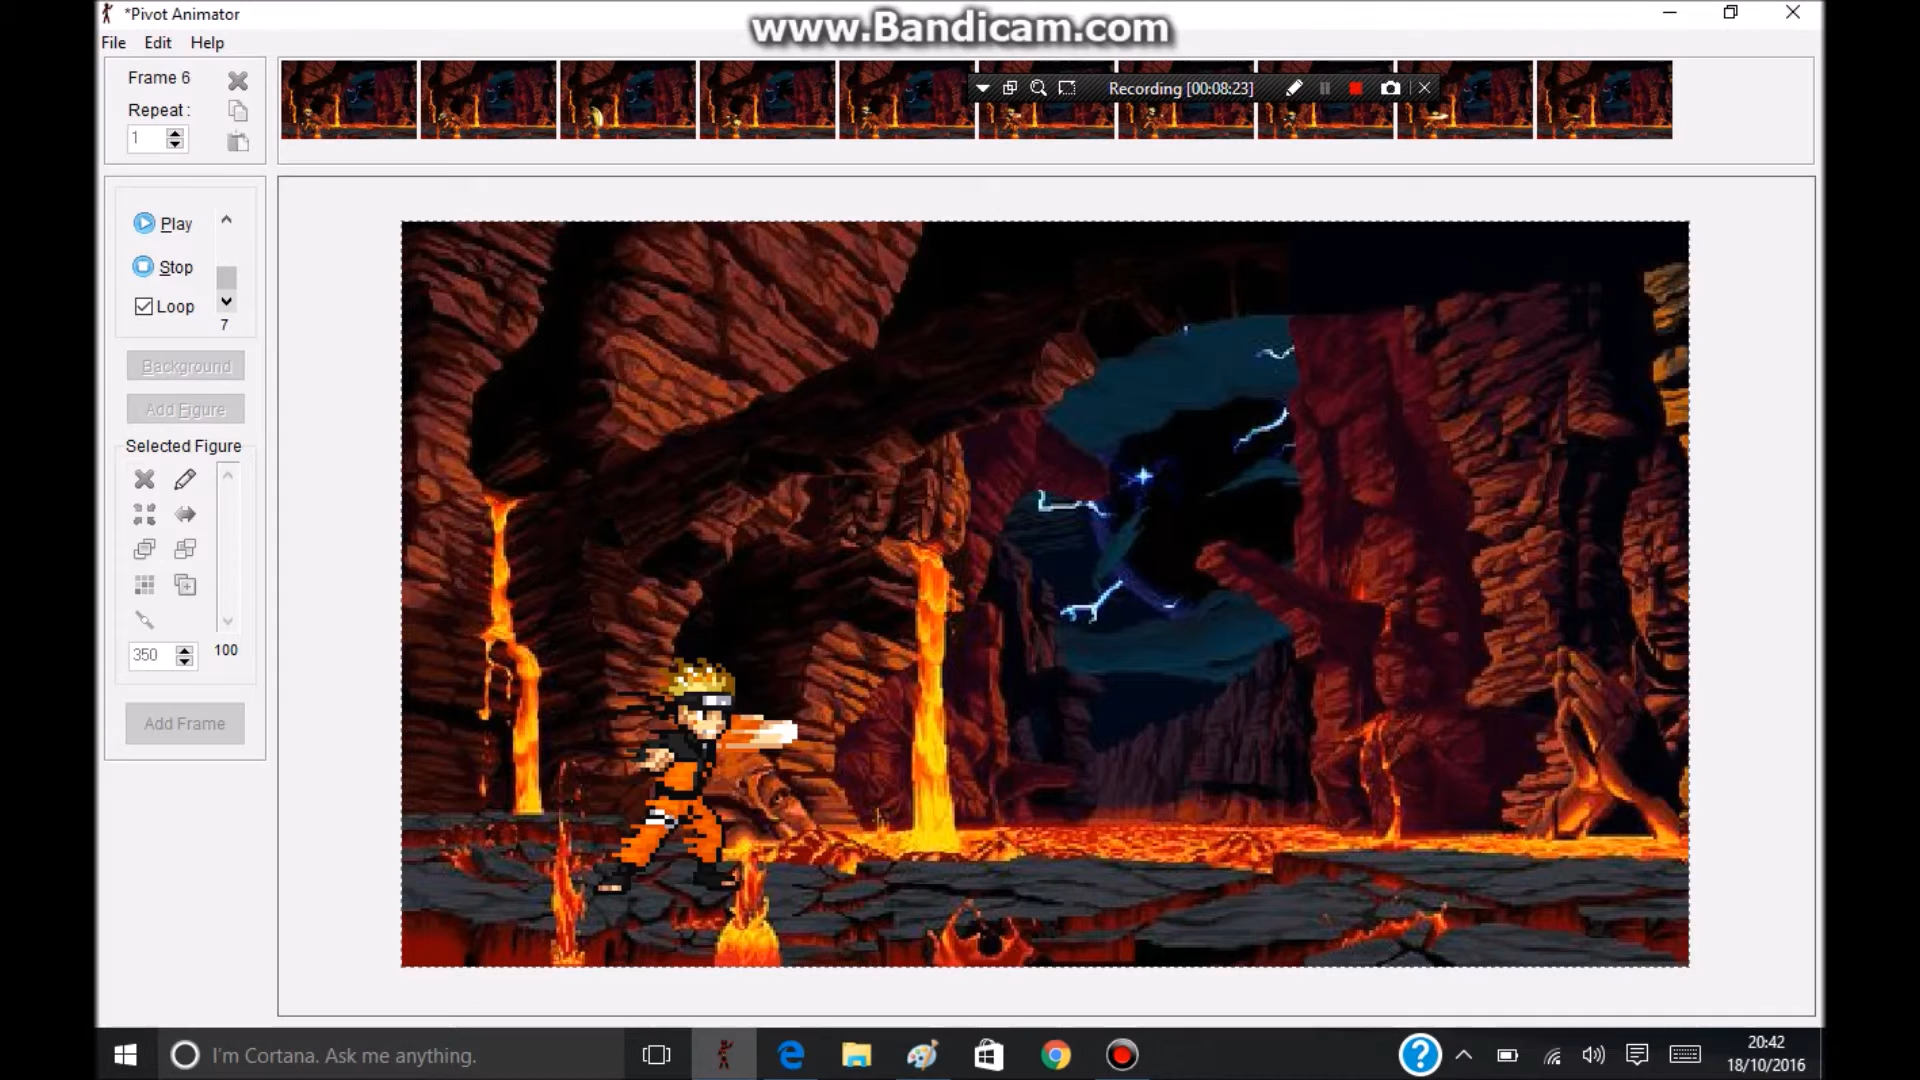 *Pivot Animator
www.Bandicam.com
File Edit Help
Frame 6
Repeat :
1
Recording [00:08:23]
Play
Stop
Loop
7
Background
Add Figure
Selected Figure
350
100
Add Frame
I'm Cortana. Ask me anything.
20:42
18/10/2016